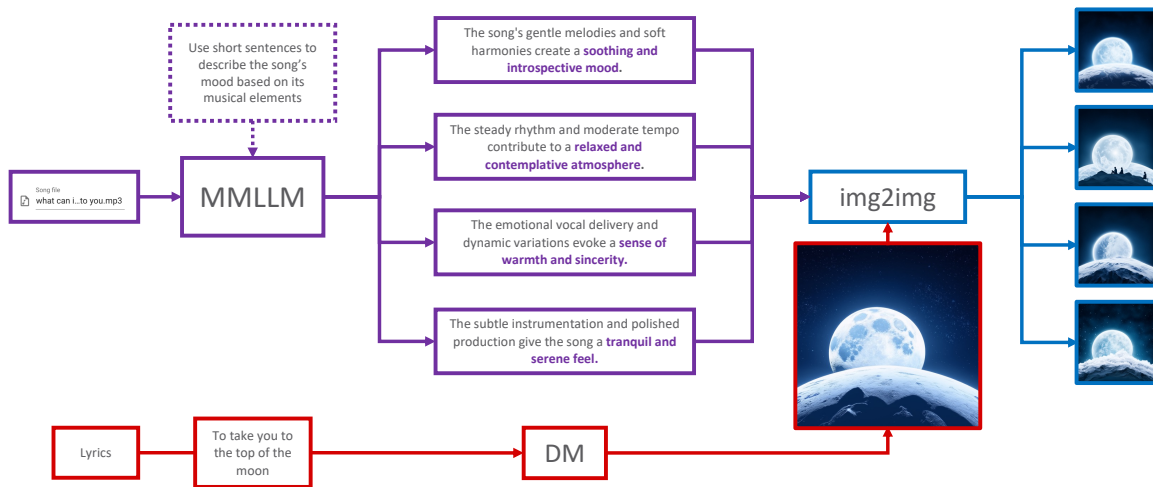 Use short sentences to
describe the song's
mood based on its
musical elements
Song file
what can i...to you.mp3
MMLLM
The song's gentle melodies and soft
harmonies create a soothing and
introspective mood.
The steady rhythm and moderate tempo
contribute to a relaxed and
contemplative atmosphere.
The emotional vocal delivery and
dynamic variations evoke a sense of
warmth and sincerity.
The subtle instrumentation and polished
production give the song a tranquil and
serene feel.
img2img
Lyrics
To take you to
the top of the
moon
DM